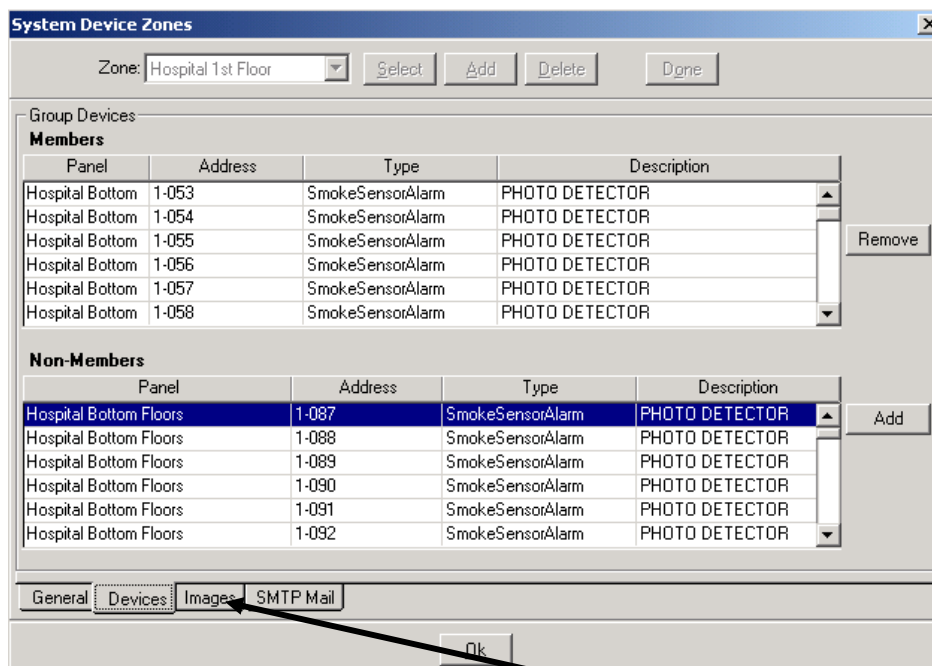 System Device Zones
Zone: Hospital 1st Floor Select Add Delete Done
Group Devices
Members
Panel Address Type Description
Hospital Bottom 1-053 SmokeSensorAlarm PHOTO DETECTOR
Hospital Bottom 1-054 SmokeSensorAlarm PHOTO DETECTOR
Hospital Bottom 1-055 SmokeSensorAlarm PHOTO DETECTOR
Remove
Hospital Bottom 1-056 SmokeSensorAlarm PHOTO DETECTOR
Hospital Bottom 1-057 SmokeSensorAlarm PHOTO DETECTOR
Hospital Bottom 1-058 SmokeSensorAlarm PHOTO DETECTOR
Non-Members
Panel Address Type Description
Hospital Bottom Floors 1-087 SmokeSensorAlarm PHOTO DETECTOR Add
Hospital Bottom Floors 1-088 SmokeSensorAlarm PHOTO DETECTOR
Hospital Bottom Floors 1-089 SmokeSensorAlarm PHOTO DETECTOR
Hospital Bottom Floors 1-090 SmokeSensorAlarm PHOTO DETECTOR
Hospital Bottom Floors 1-091 SmokeSensorAlarm PHOTO DETECTOR
Hospital Bottom Floors 1-092 SmokeSensorAlarm PHOTO DETECTOR
General Devices Images SMTP Mail
Ok